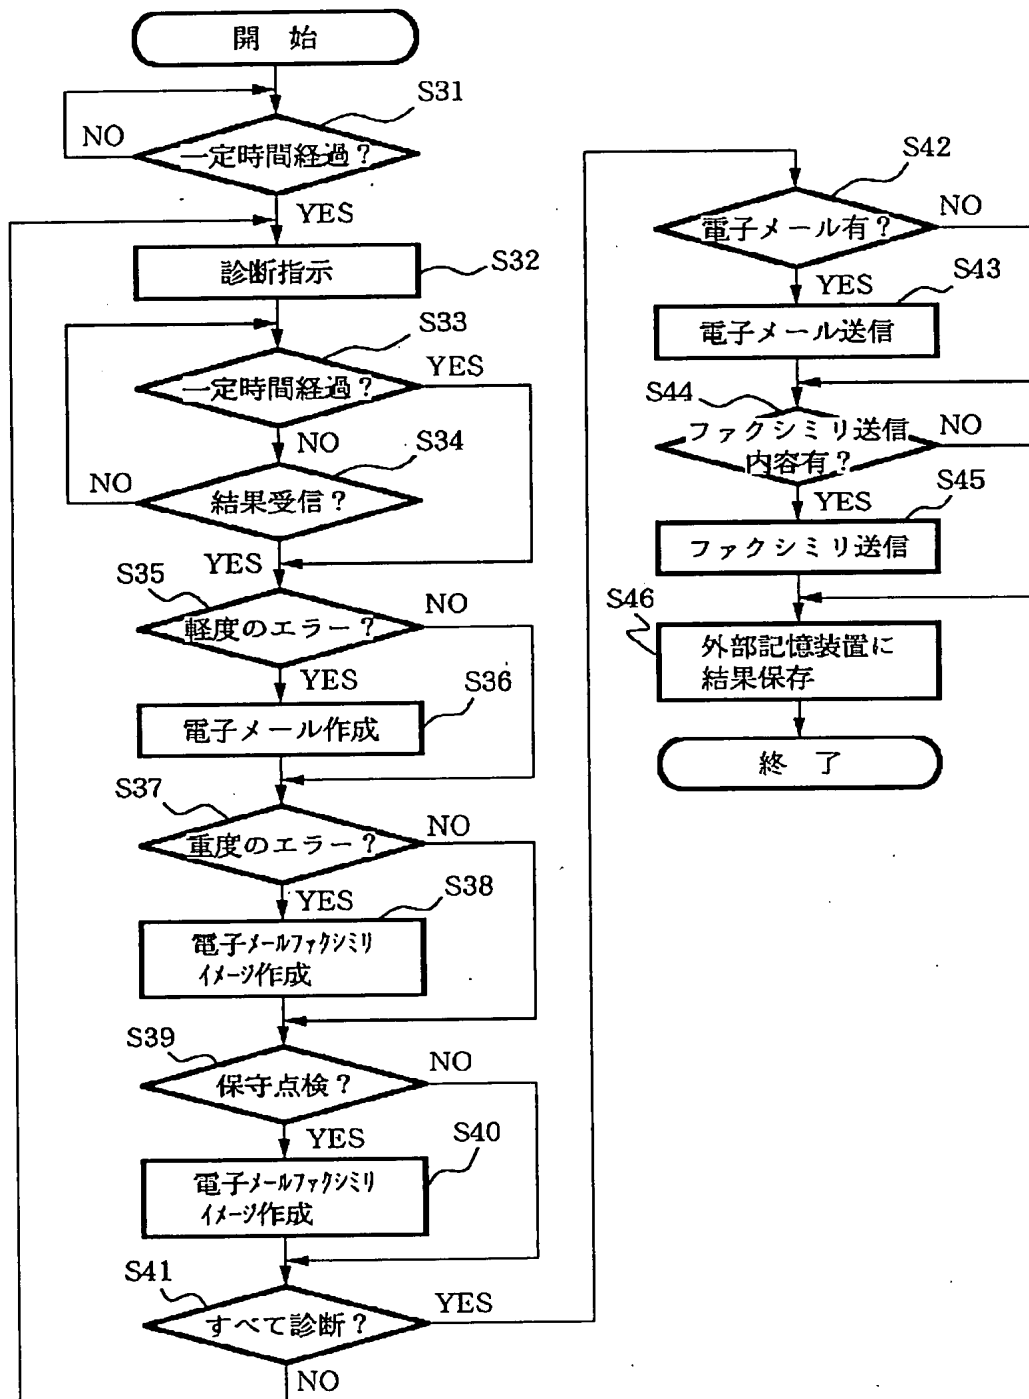 開 始
S31
NO
一定時間経過？
YES
診断指示
S32
S33
一定時間経過？
YES
NO
S34
NO
結果受信？
YES
S35
軽度のエラー？
NO
YES
S36
電子メール作成
S37
重度のエラー？
NO
YES
S38
電子メールファクシミリ
イメージ作成
S39
保守点検？
NO
YES
S40
電子メールファクシミリ
イメージ作成
S41
すべて診断？
YES
NO
S42
電子メール有？
NO
YES
S43
電子メール送信
S44
ファクシミリ送信
内容有？
NO
YES
S45
ファクシミリ送信
S46
外部記憶装置に
結果保存
終 了